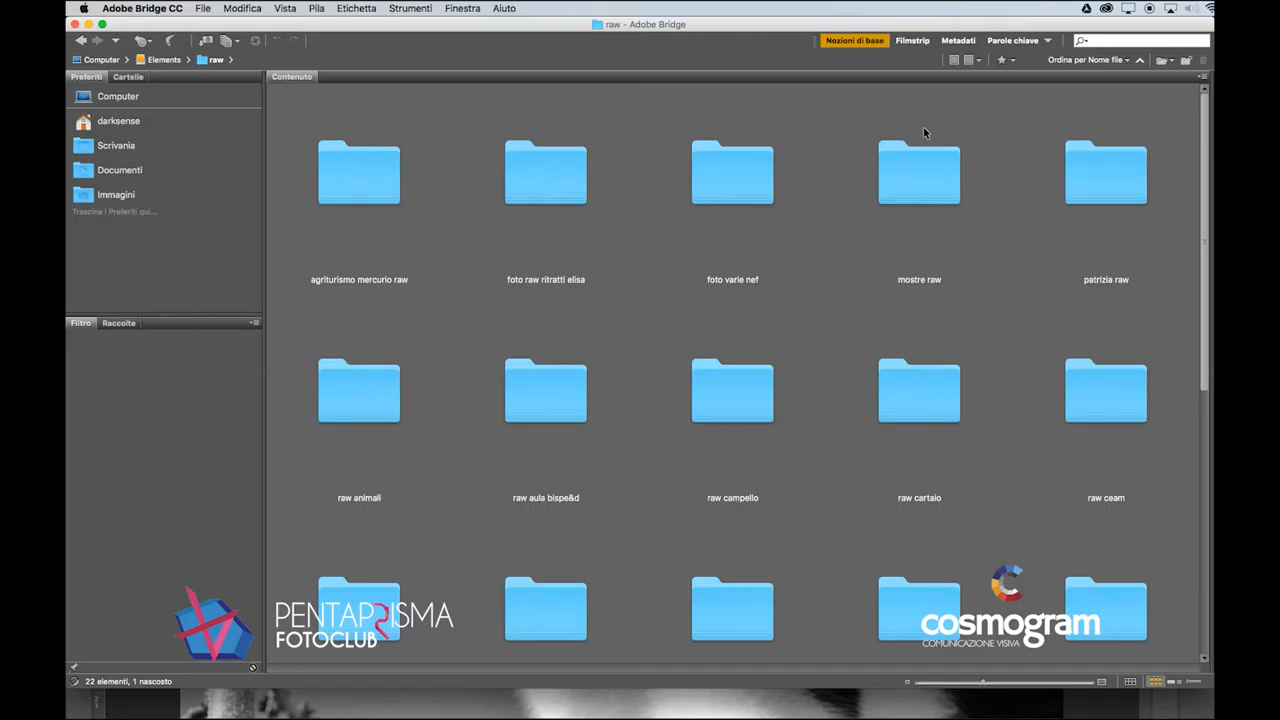 Adobe Bridge CC File Modifica Vista Pila Etichetta Strumenti Finestra Aiuto
raw - Adobe Bridge
Nozioni di base Filmstrip Metadati Parole chiave
Computer Elements raw
Ordina per Nome file
Preferiti Cartelle
Contenuto
Computer
darksense
Scrivania
Documenti
Immagini
Trascina i Preferiti qui...
agriturismo mercurio raw
foto raw ritratti elisa
foto varie nef
mostre raw
patrizia raw
Filtro Raccolte
raw animali
raw aula bispe&d
raw campello
raw cartaio
raw ceam
PENTAPRISMA
FOTOCLUB
cosmogram
COMUNICAZIONE VISIVA
22 elementi, 1 nascosto